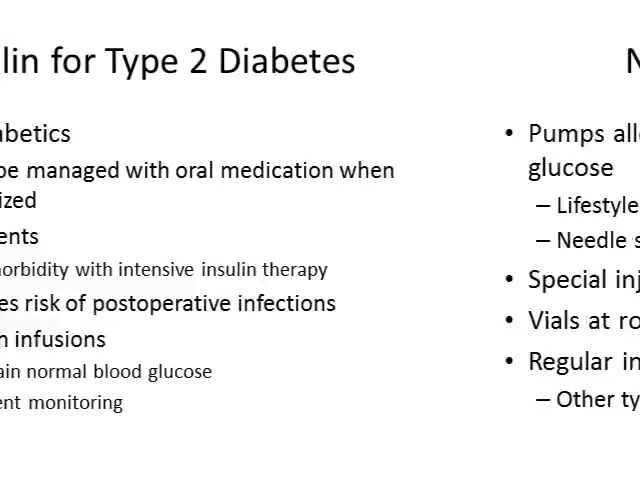 lin for Type 2 Diabetes
abetics
be managed with oral medication when
ized
ents
orbidity with intensive insulin therapy
es risk of postoperative infections
h infusions
ain normal blood glucose
ent monitoring
N
• Pumps all
glucose
– Lifestyle
– Needle s
• Special inj
• Vials at ro
• Regular in
– Other ty